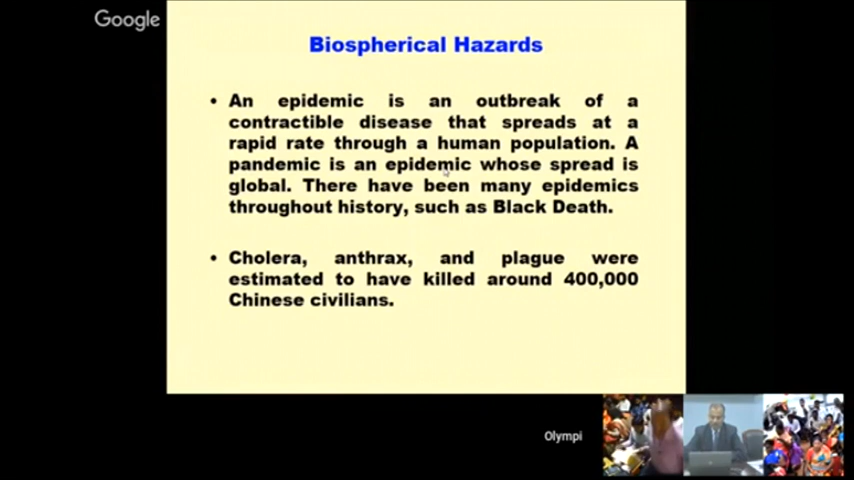 Google
Biospherical Hazards
• An epidemic is an outbreak of a
contractible disease that spreads at a
rapid rate through a human population. A
pandemic is an epidemic whose spread is
global. There have been many epidemics
throughout history, such as Black Death.
• Cholera, anthrax, and plague were
estimated to have killed around 400,000
Chinese civilians.
Olympi